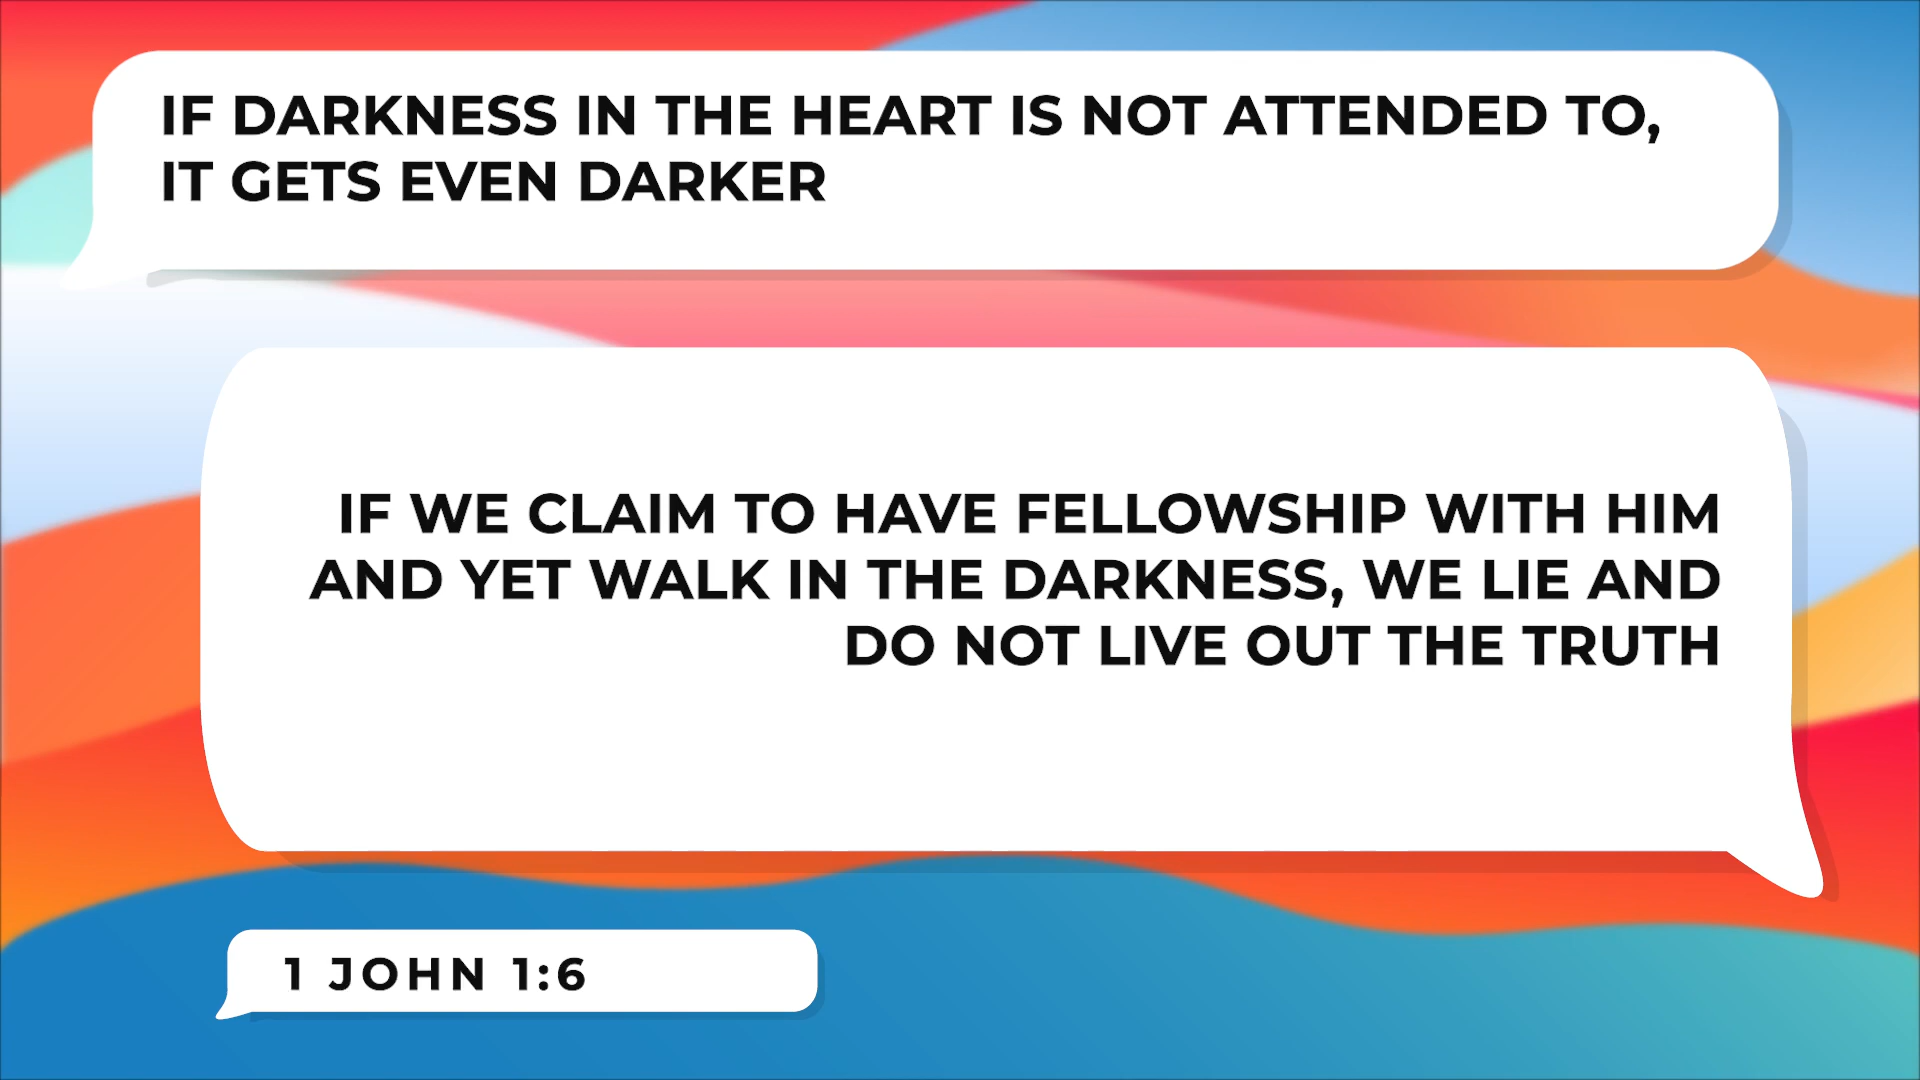 IF DARKNESS IN THE HEART IS NOT ATTENDED TO,
IT GETS EVEN DARKER
IF WE CLAIM TO HAVE FELLOWSHIP WITH HIM
AND YET WALK IN THE DARKNESS, WE LIE AND
DO NOT LIVE OUT THE TRUTH
1 JOHN 1:6